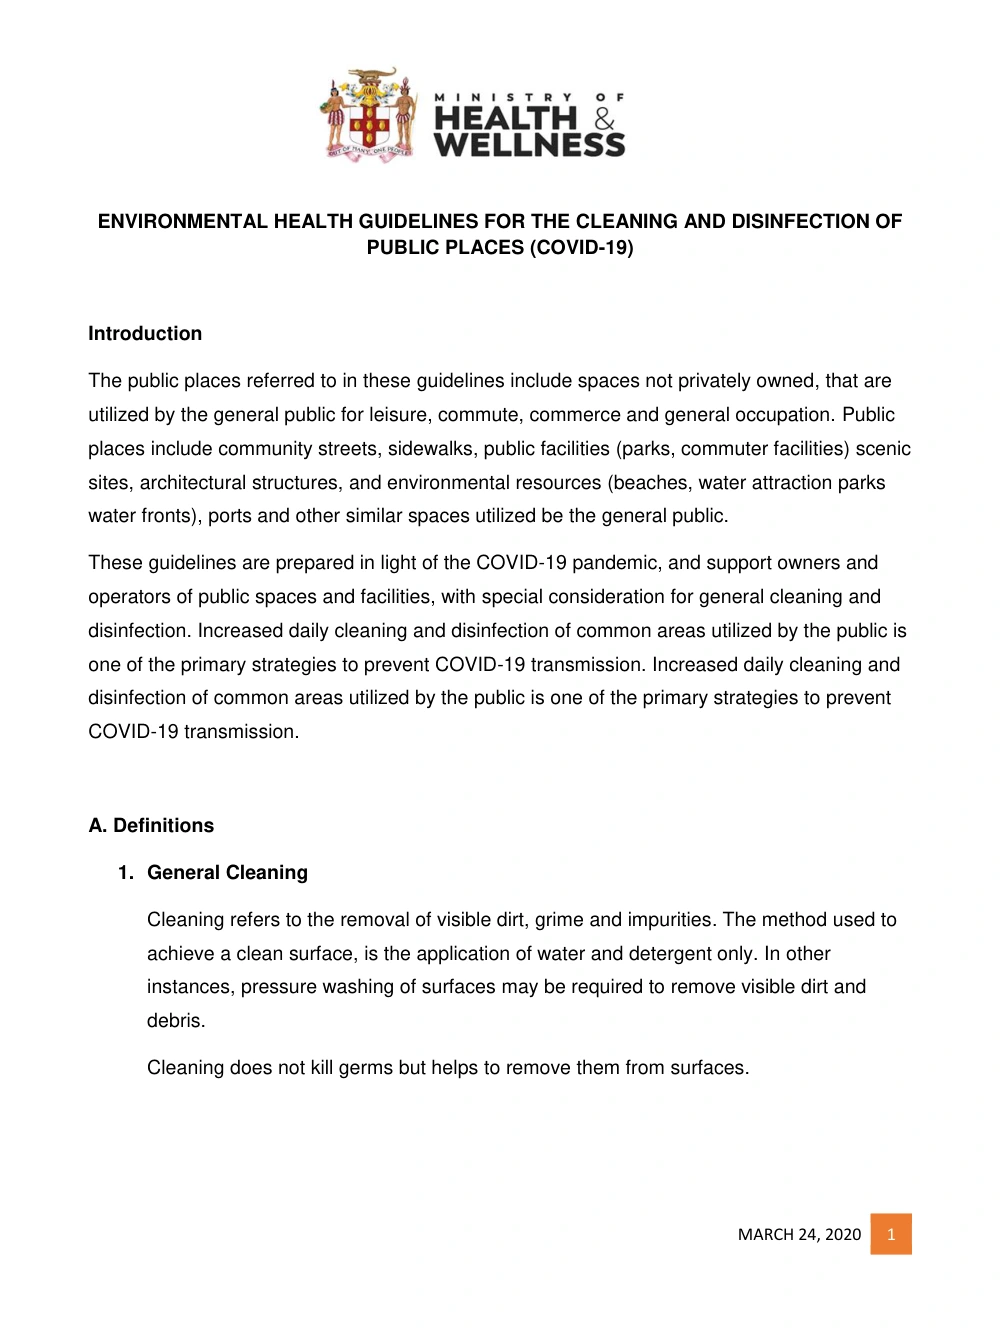 OUT OF MANY, ONE PEOPLE
MINISTRY OF
HEALTH &
WELLNESS
ENVIRONMENTAL HEALTH GUIDELINES FOR THE CLEANING AND DISINFECTION OF
PUBLIC PLACES (COVID-19)
Introduction
The public places referred to in these guidelines include spaces not privately owned, that are
utilized by the general public for leisure, commute, commerce and general occupation. Public
places include community streets, sidewalks, public facilities (parks, commuter facilities) scenic
sites, architectural structures, and environmental resources (beaches, water attraction parks
water fronts), ports and other similar spaces utilized be the general public.
These guidelines are prepared in light of the COVID-19 pandemic, and support owners and
operators of public spaces and facilities, with special consideration for general cleaning and
disinfection. Increased daily cleaning and disinfection of common areas utilized by the public is
one of the primary strategies to prevent COVID-19 transmission. Increased daily cleaning and
disinfection of common areas utilized by the public is one of the primary strategies to prevent
COVID-19 transmission.
A. Definitions
1. General Cleaning
Cleaning refers to the removal of visible dirt, grime and impurities. The method used to
achieve a clean surface, is the application of water and detergent only. In other
instances, pressure washing of surfaces may be required to remove visible dirt and
debris.
Cleaning does not kill germs but helps to remove them from surfaces.
MARCH 24, 2020 1